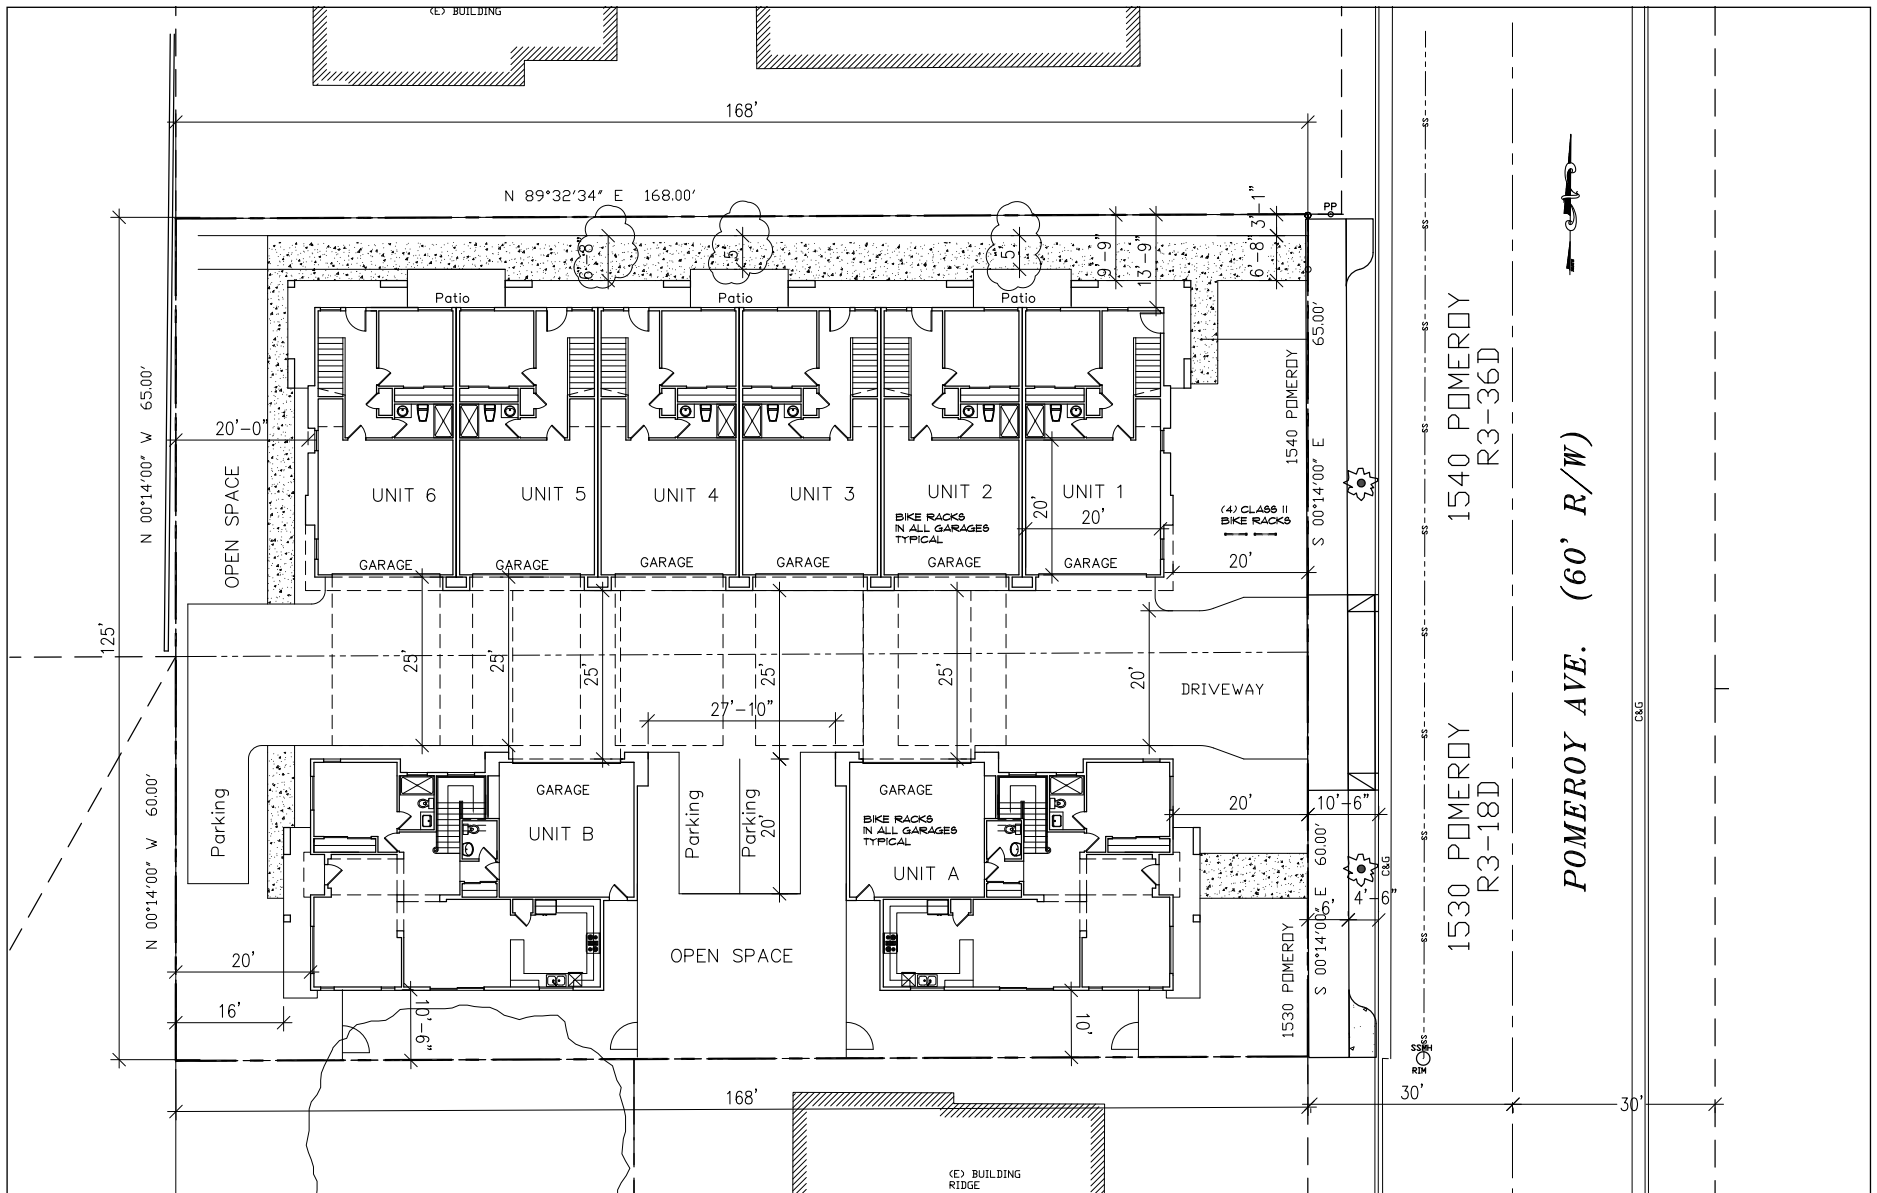 (E) BUILDING
168'
N 89°32'34" E 168.00'
PP
3'-1"
6'-8"
9'-9"
13'-9"
6'-8"
5'
5'
Patio
Patio
Patio
N 00°14'00" W 65.00'
20'-0"
OPEN SPACE
UNIT 6
UNIT 5
UNIT 4
UNIT 3
UNIT 2
UNIT 1
BIKE RACKS
IN ALL GARAGES
TYPICAL
20'
20'
(4) CLASS II
BIKE RACKS
GARAGE
GARAGE
GARAGE
GARAGE
GARAGE
GARAGE
20'
1540 POMEROY
S 00°14'00" E 65.00'
1540 POMEROY
R3-36D
POMEROY AVE. (60' R/W)
SS
SS
SS
SS
SS
SS
125'
25'
25'
25'
25'
25'
20'
DRIVEWAY
27'-10"
C&G
N 00°14'00" W 60.00'
Parking
Parking
Parking
20'
GARAGE
UNIT B
GARAGE
BIKE RACKS
IN ALL GARAGES
TYPICAL
UNIT A
20'
10'-6"
C&G
6'
4'-6"
1530 POMEROY
S 00°14'00" E 60.00'
1530 POMEROY
R3-18D
OPEN SPACE
20'
16'
10'-6"
10'
SSMH
RIM
168'
30'
30'
(E) BUILDING
RIDGE